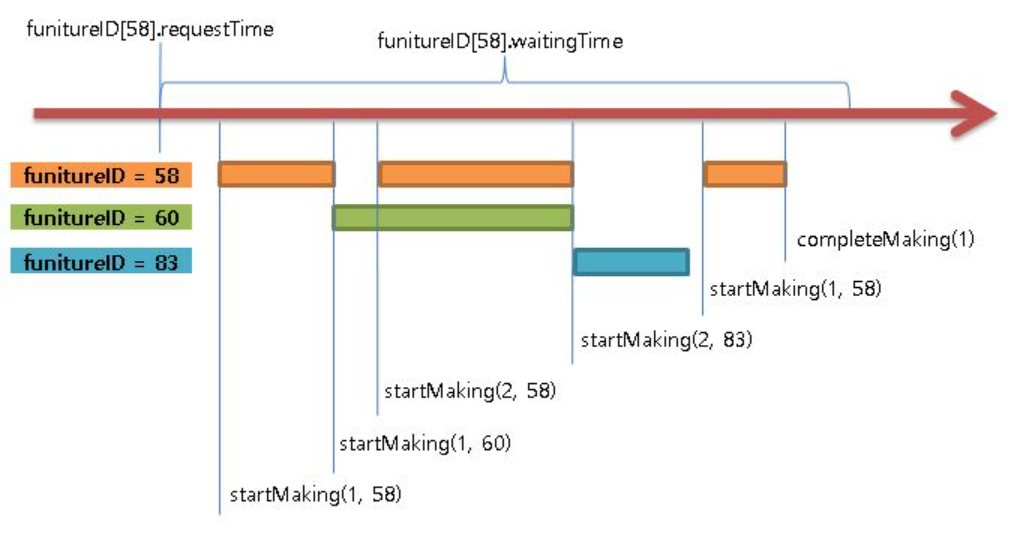 funitureID[58].requestTime
funitureID[58].waitingTime
funitureID = 58
funitureID = 60
funitureID = 83
completeMaking(1)
startMaking(1, 58)
startMaking(2, 83)
startMaking(2, 58)
startMaking(1, 60)
startMaking(1, 58)